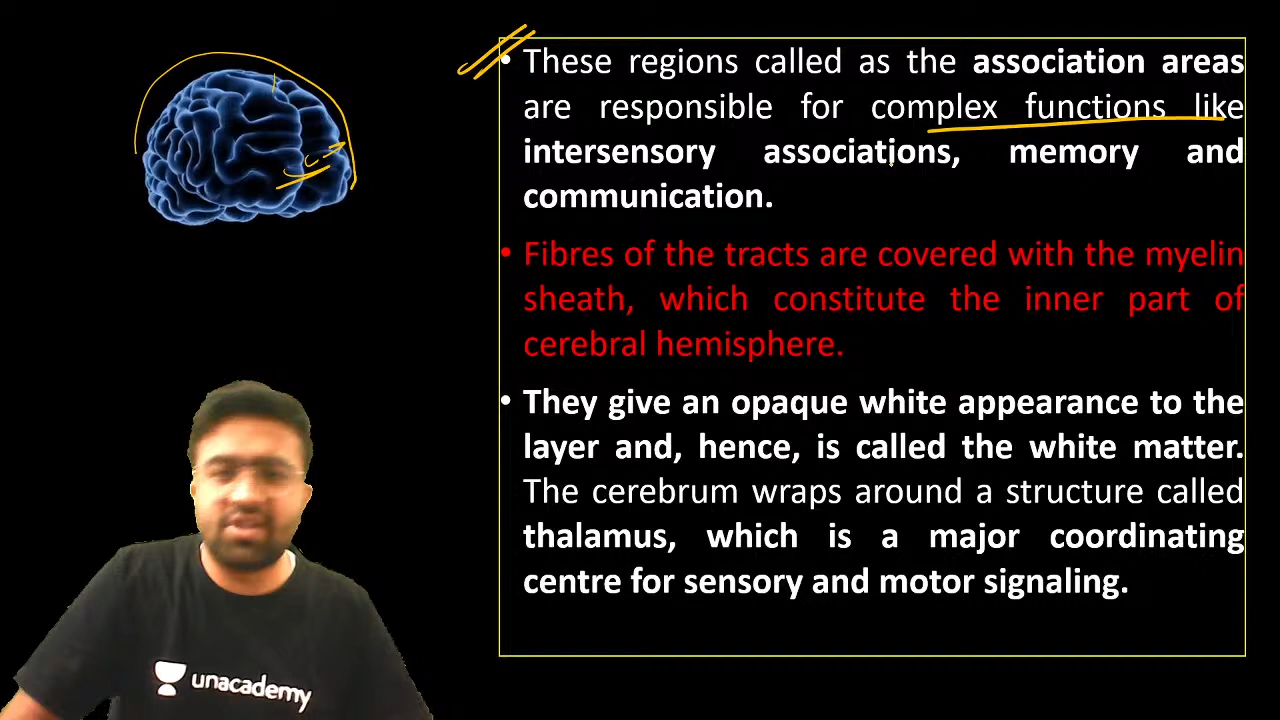 • These regions called as the association areas
are responsible for complex functions like
intersensory associations, memory and
communication.
• Fibres of the tracts are covered with the myelin
sheath, which constitute the inner part of
cerebral hemisphere.
• They give an opaque white appearance to the
layer and, hence, is called the white matter.
The cerebrum wraps around a structure called
thalamus, which is a major coordinating
centre for sensory and motor signaling.
unacademy